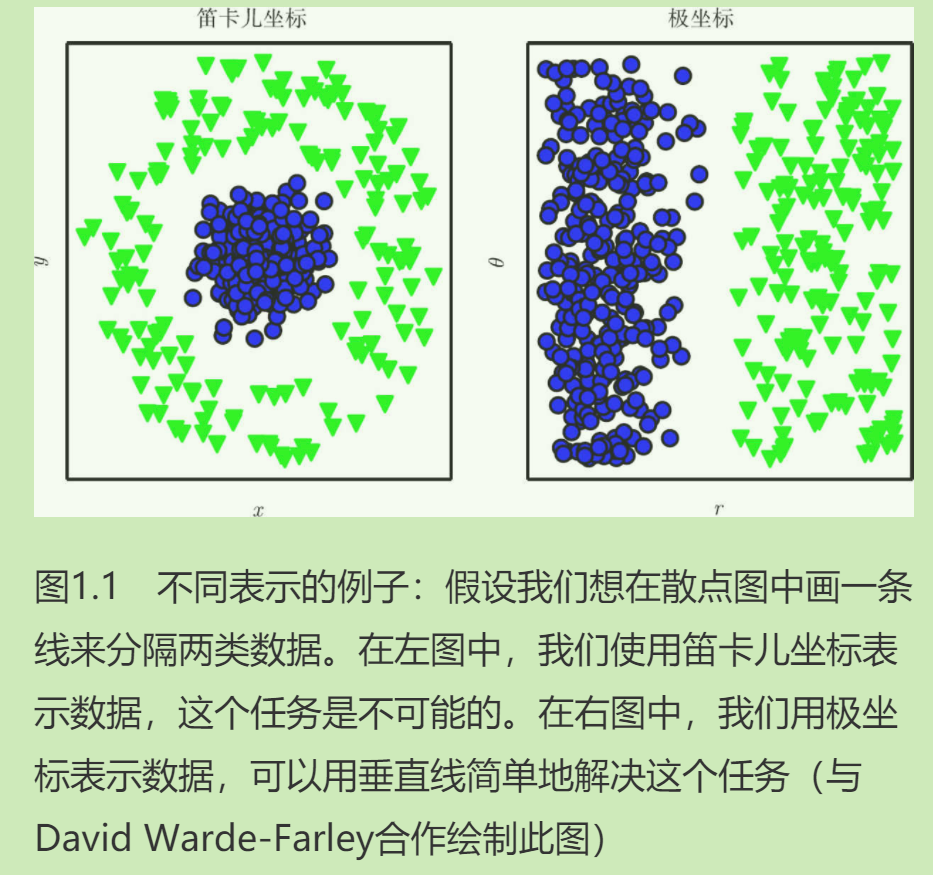 笛卡儿坐标
极坐标
y
θ
x
r
图1.1 不同表示的例子：假设我们想在散点图中画一条
线来分隔两类数据。在左图中，我们使用笛卡儿坐标表
示数据，这个任务是不可能的。在右图中，我们用极坐
标表示数据，可以用垂直线简单地解决这个任务（与
David Warde-Farley合作绘制此图）